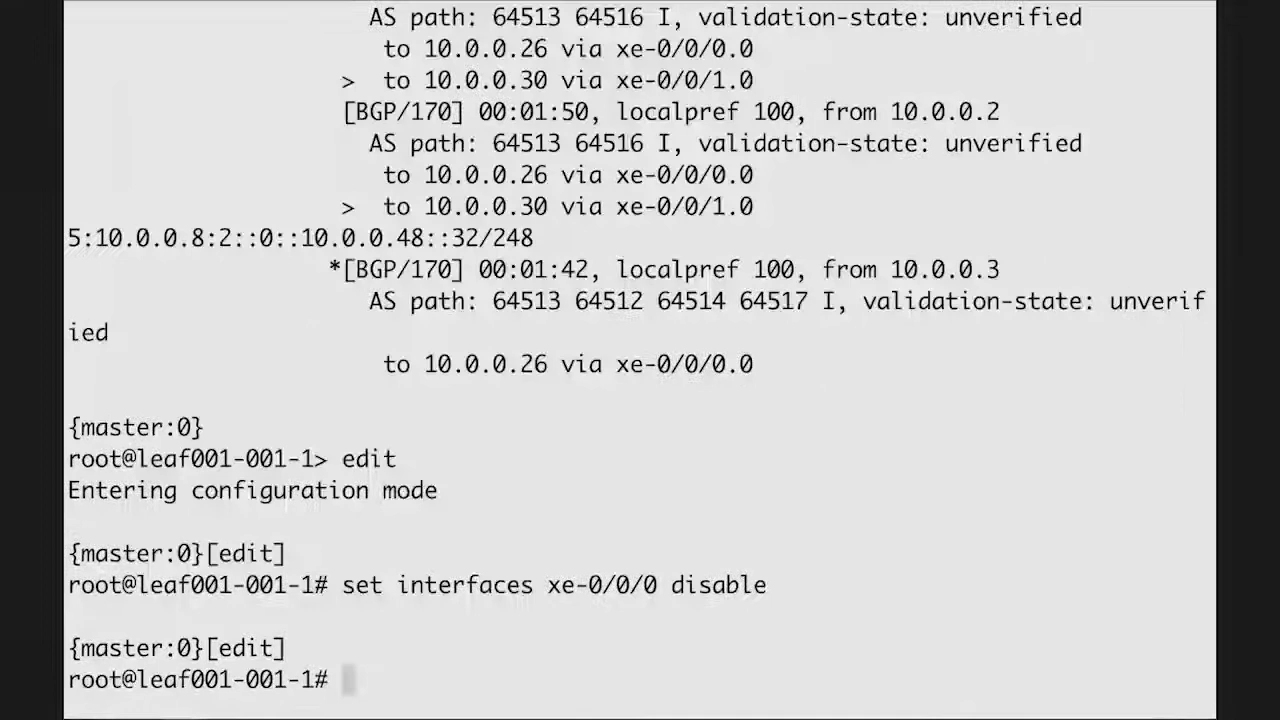 AS path: 64513 64516 I, validation-state: unverified
to 10.0.0.26 via xe-0/0/0.0
> to 10.0.0.30 via xe-0/0/1.0
[BGP/170] 00:01:50, localpref 100, from 10.0.0.2
AS path: 64513 64516 I, validation-state: unverified
to 10.0.0.26 via xe-0/0/0.0
> to 10.0.0.30 via xe-0/0/1.0
5:10.0.0.8:2::0::10.0.0.48::32/248
*[BGP/170] 00:01:42, localpref 100, from 10.0.0.3
AS path: 64513 64512 64514 64517 I, validation-state: unverif
ied
to 10.0.0.26 via xe-0/0/0.0
{master:0}
root@leaf001-001-1> edit
Entering configuration mode
{master:0}[edit]
root@leaf001-001-1# set interfaces xe-0/0/0 disable
{master:0}[edit]
root@leaf001-001-1#